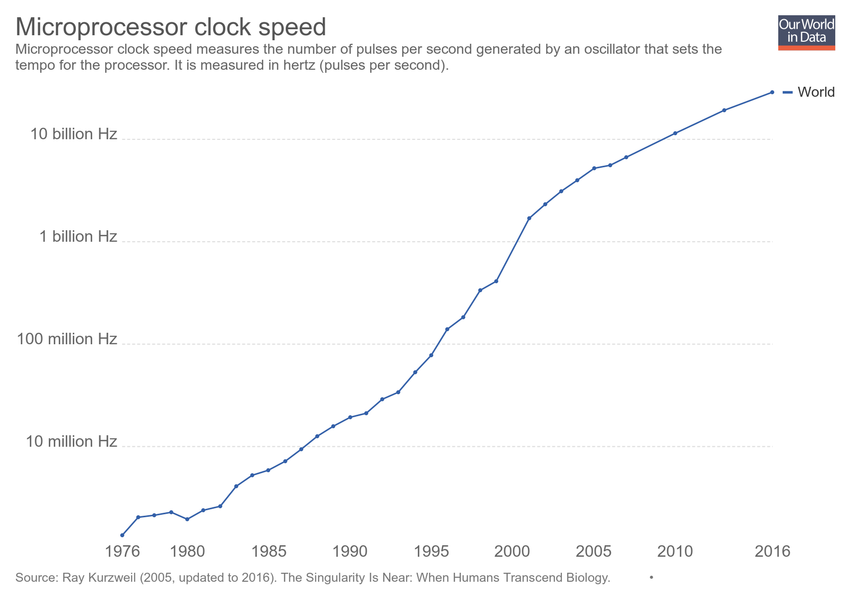 Microprocessor clock speed
Our World
in Data
Microprocessor clock speed measures the number of pulses per second generated by an oscillator that sets the
tempo for the processor. It is measured in hertz (pulses per second).
World
10 billion Hz
1 billion Hz
100 million Hz
10 million Hz
1976 1980 1985 1990 1995 2000 2005 2010 2016
Source: Ray Kurzweil (2005, updated to 2016). The Singularity Is Near: When Humans Transcend Biology. •